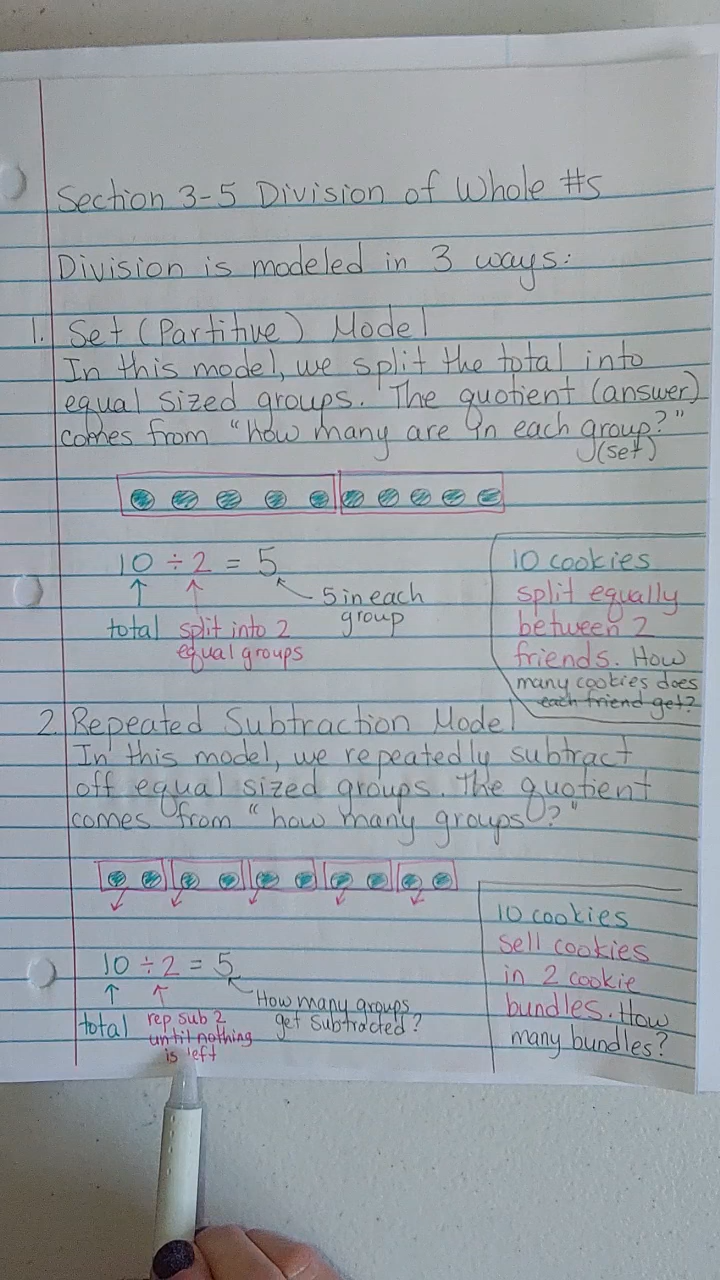 Section 3-5 Division of Whole #s
Division is modeled in 3 ways:
1. Set (Partitive) Model
In this model, we split the total into
equal sized groups. The quotient (answer)
comes from "how many are in each group?"
(set)
10 ÷ 2 = 5
5 in each
group
total
split into 2
equal groups
10 cookies
split equally
between 2
friends. How
many cookies does
each friend get?
2. Repeated Subtraction Model
In this model, we repeatedly subtract
off equal sized groups. The quotient
comes from "how many groups?"
10 ÷ 2 = 5
How many groups
get subtracted?
total
rep sub 2
until nothing
is left
10 cookies
sell cookies
in 2 cookie
bundles. How
many bundles?